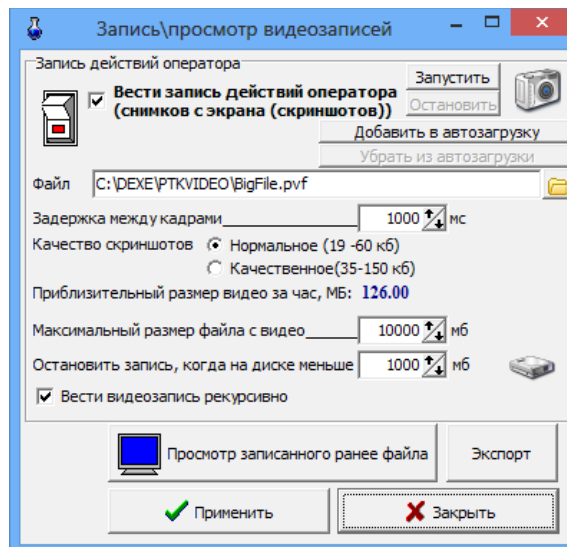 Запись\просмотр видеозаписей
Запись действий оператора
Вести запись действий оператора
(снимков с экрана (скриншотов))
Запустить
Остановить
Добавить в автозагрузку
Убрать из автозагрузки
Файл C:\DEXE\PTKVIDEO\BigFile.pvf
Задержка между кадрами 1000 мс
Качество скриншотов Нормальное (19 -60 кб)
Качественное(35-150 кб)
Приблизительный размер видео за час, МБ: 126.00
Максимальный размер файла с видео 10000 мб
Остановить запись, когда на диске меньше 1000 мб
Вести видеозапись рекурсивно
Просмотр записанного ранее файла Экспорт
Применить Закрыть